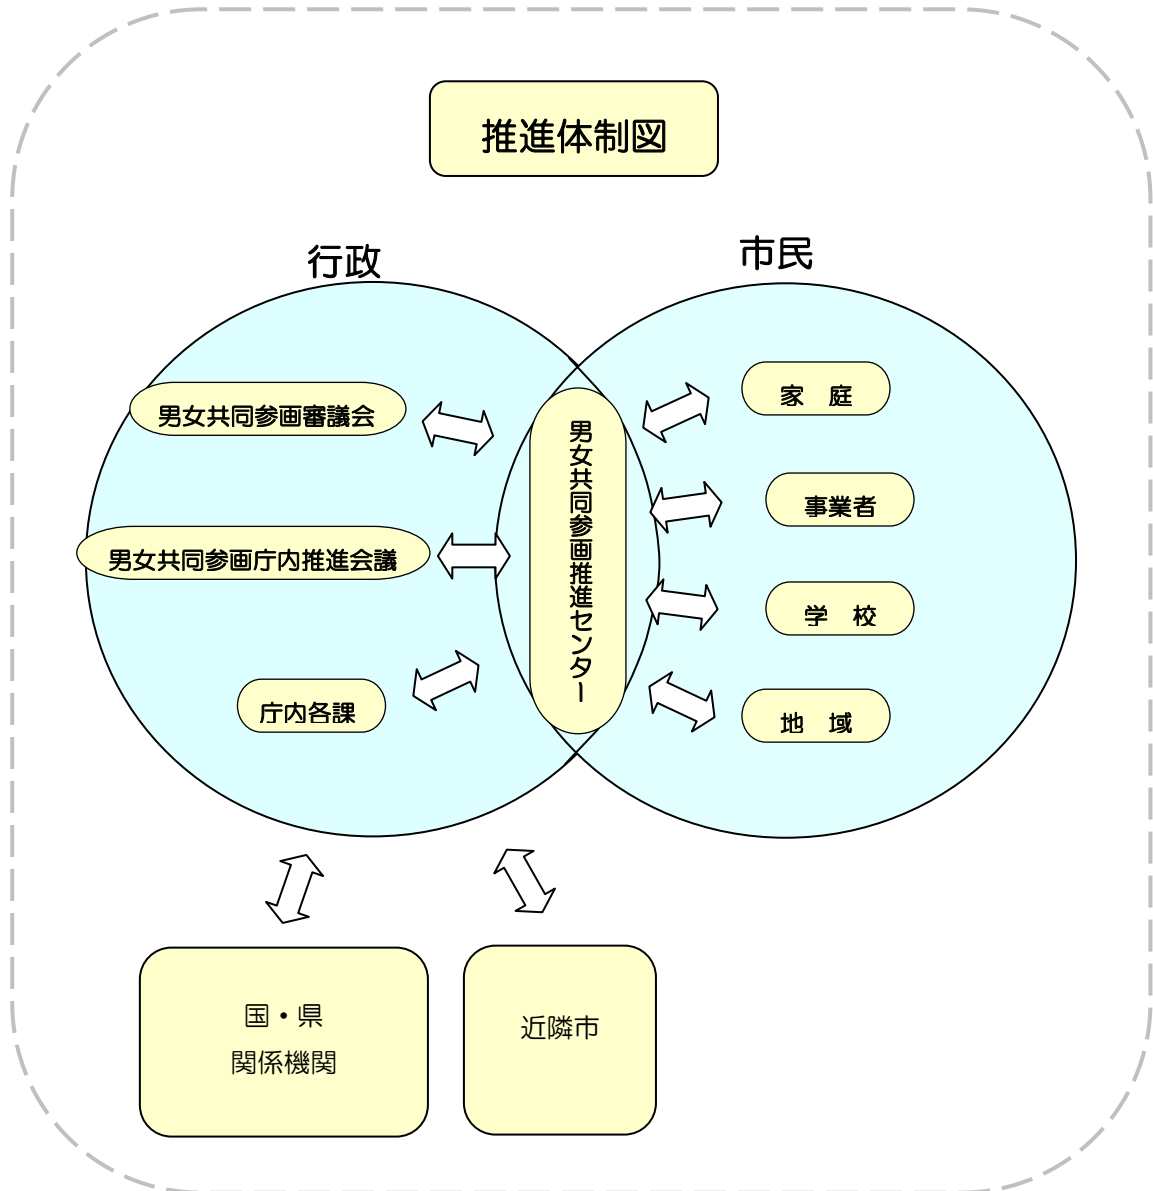 推進体制図
行政
市民
男女共同参画審議会
男女共同参画庁内推進会議
庁内各課
男女共同参画推進センター
家　庭
事業者
学　校
地　域
国・県
関係機関
近隣市